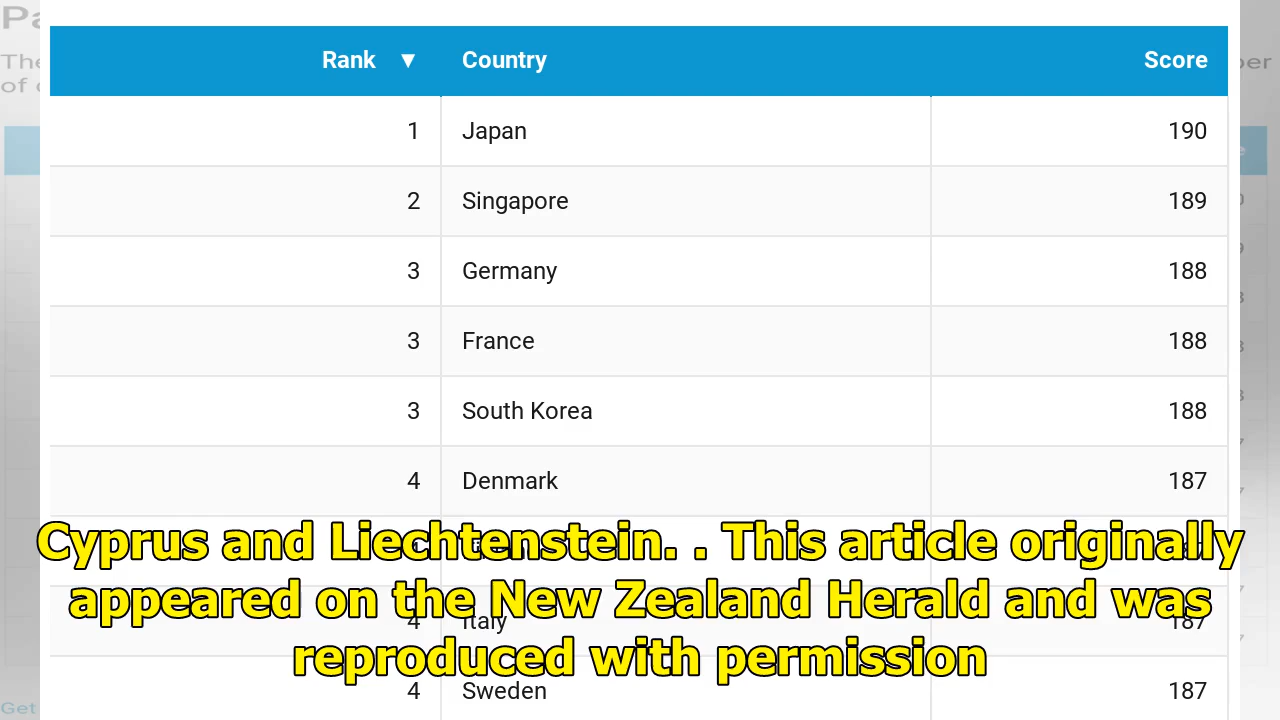 Rank ▼ Country Score
1 Japan 190
2 Singapore 189
3 Germany 188
3 France 188
3 South Korea 188
4 Denmark 187
Cyprus and Liechtenstein. . This article originally
appeared on the New Zealand Herald and was
4 Italy 187
reproduced with permission
4 Sweden 187
Get